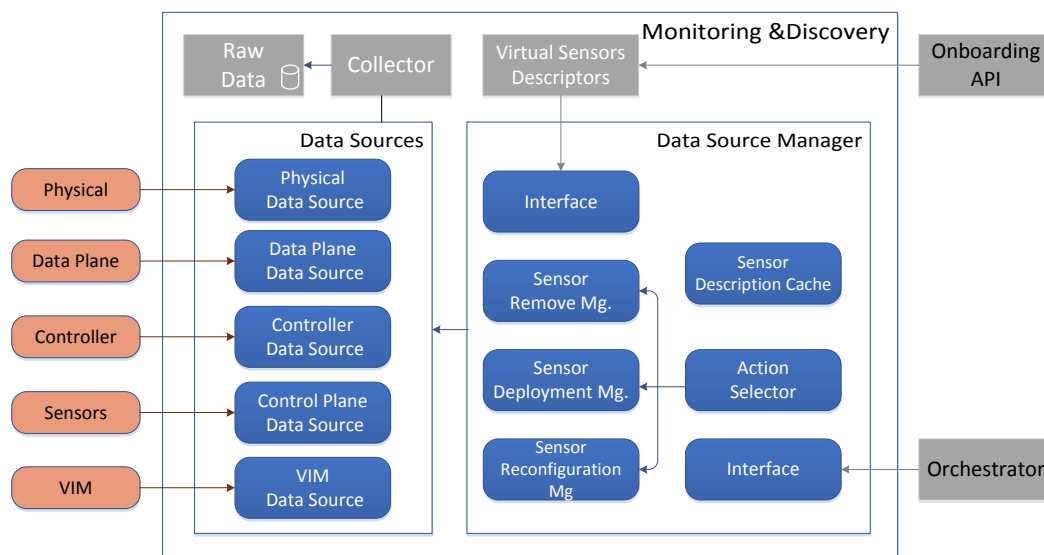 Monitoring &Discovery
Raw
Data
Collector
Virtual Sensors
Descriptors
Onboarding
API
Data Sources
Data Source Manager
Physical
Physical
Data Source
Interface
Data Plane
Data Plane
Data Source
Sensor
Description Cache
Sensor
Remove Mg.
Controller
Controller
Data Source
Sensor
Deployment Mg.
Action
Selector
Sensors
Control Plane
Data Source
Sensor
Reconfiguration
Mg
Interface
Orchestrator
VIM
VIM
Data Source